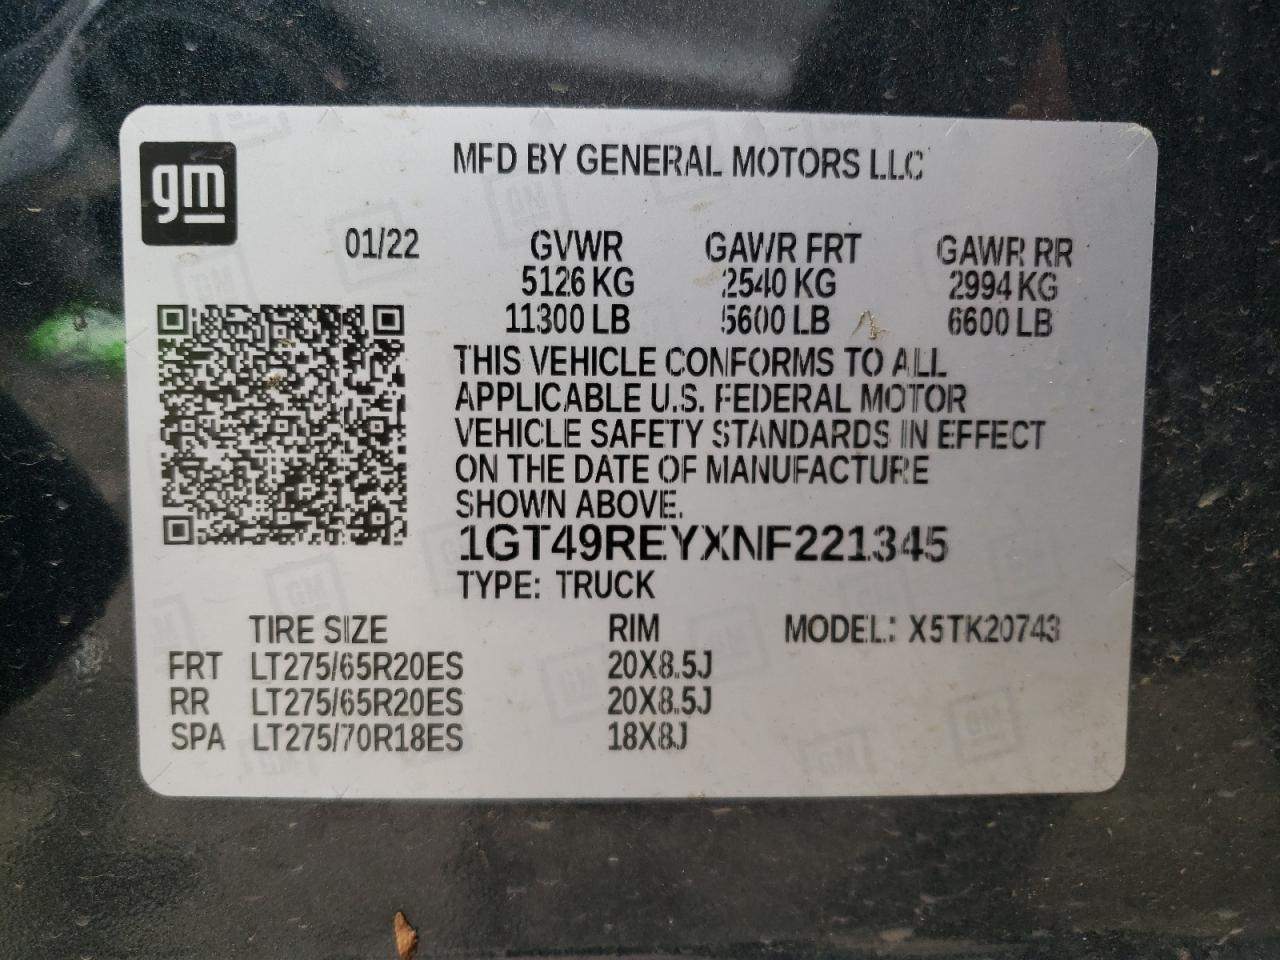 gm
MFD BY GENERAL MOTORS LLC
01/22 GVWR GAWR FRT GAWR RR
5126 KG 2540 KG 2994 KG
11300 LB 5600 LB 6600 LB
THIS VEHICLE CONFORMS TO ALL
APPLICABLE U.S. FEDERAL MOTOR
VEHICLE SAFETY STANDARDS IN EFFECT
ON THE DATE OF MANUFACTURE
SHOWN ABOVE.
1GT49REYXNF221345
TYPE: TRUCK
TIRE SIZE RIM MODEL: X5TK20743
FRT LT275/65R20ES 20X8.5J
RR LT275/65R20ES 20X8.5J
SPA LT275/70R18ES 18X8J